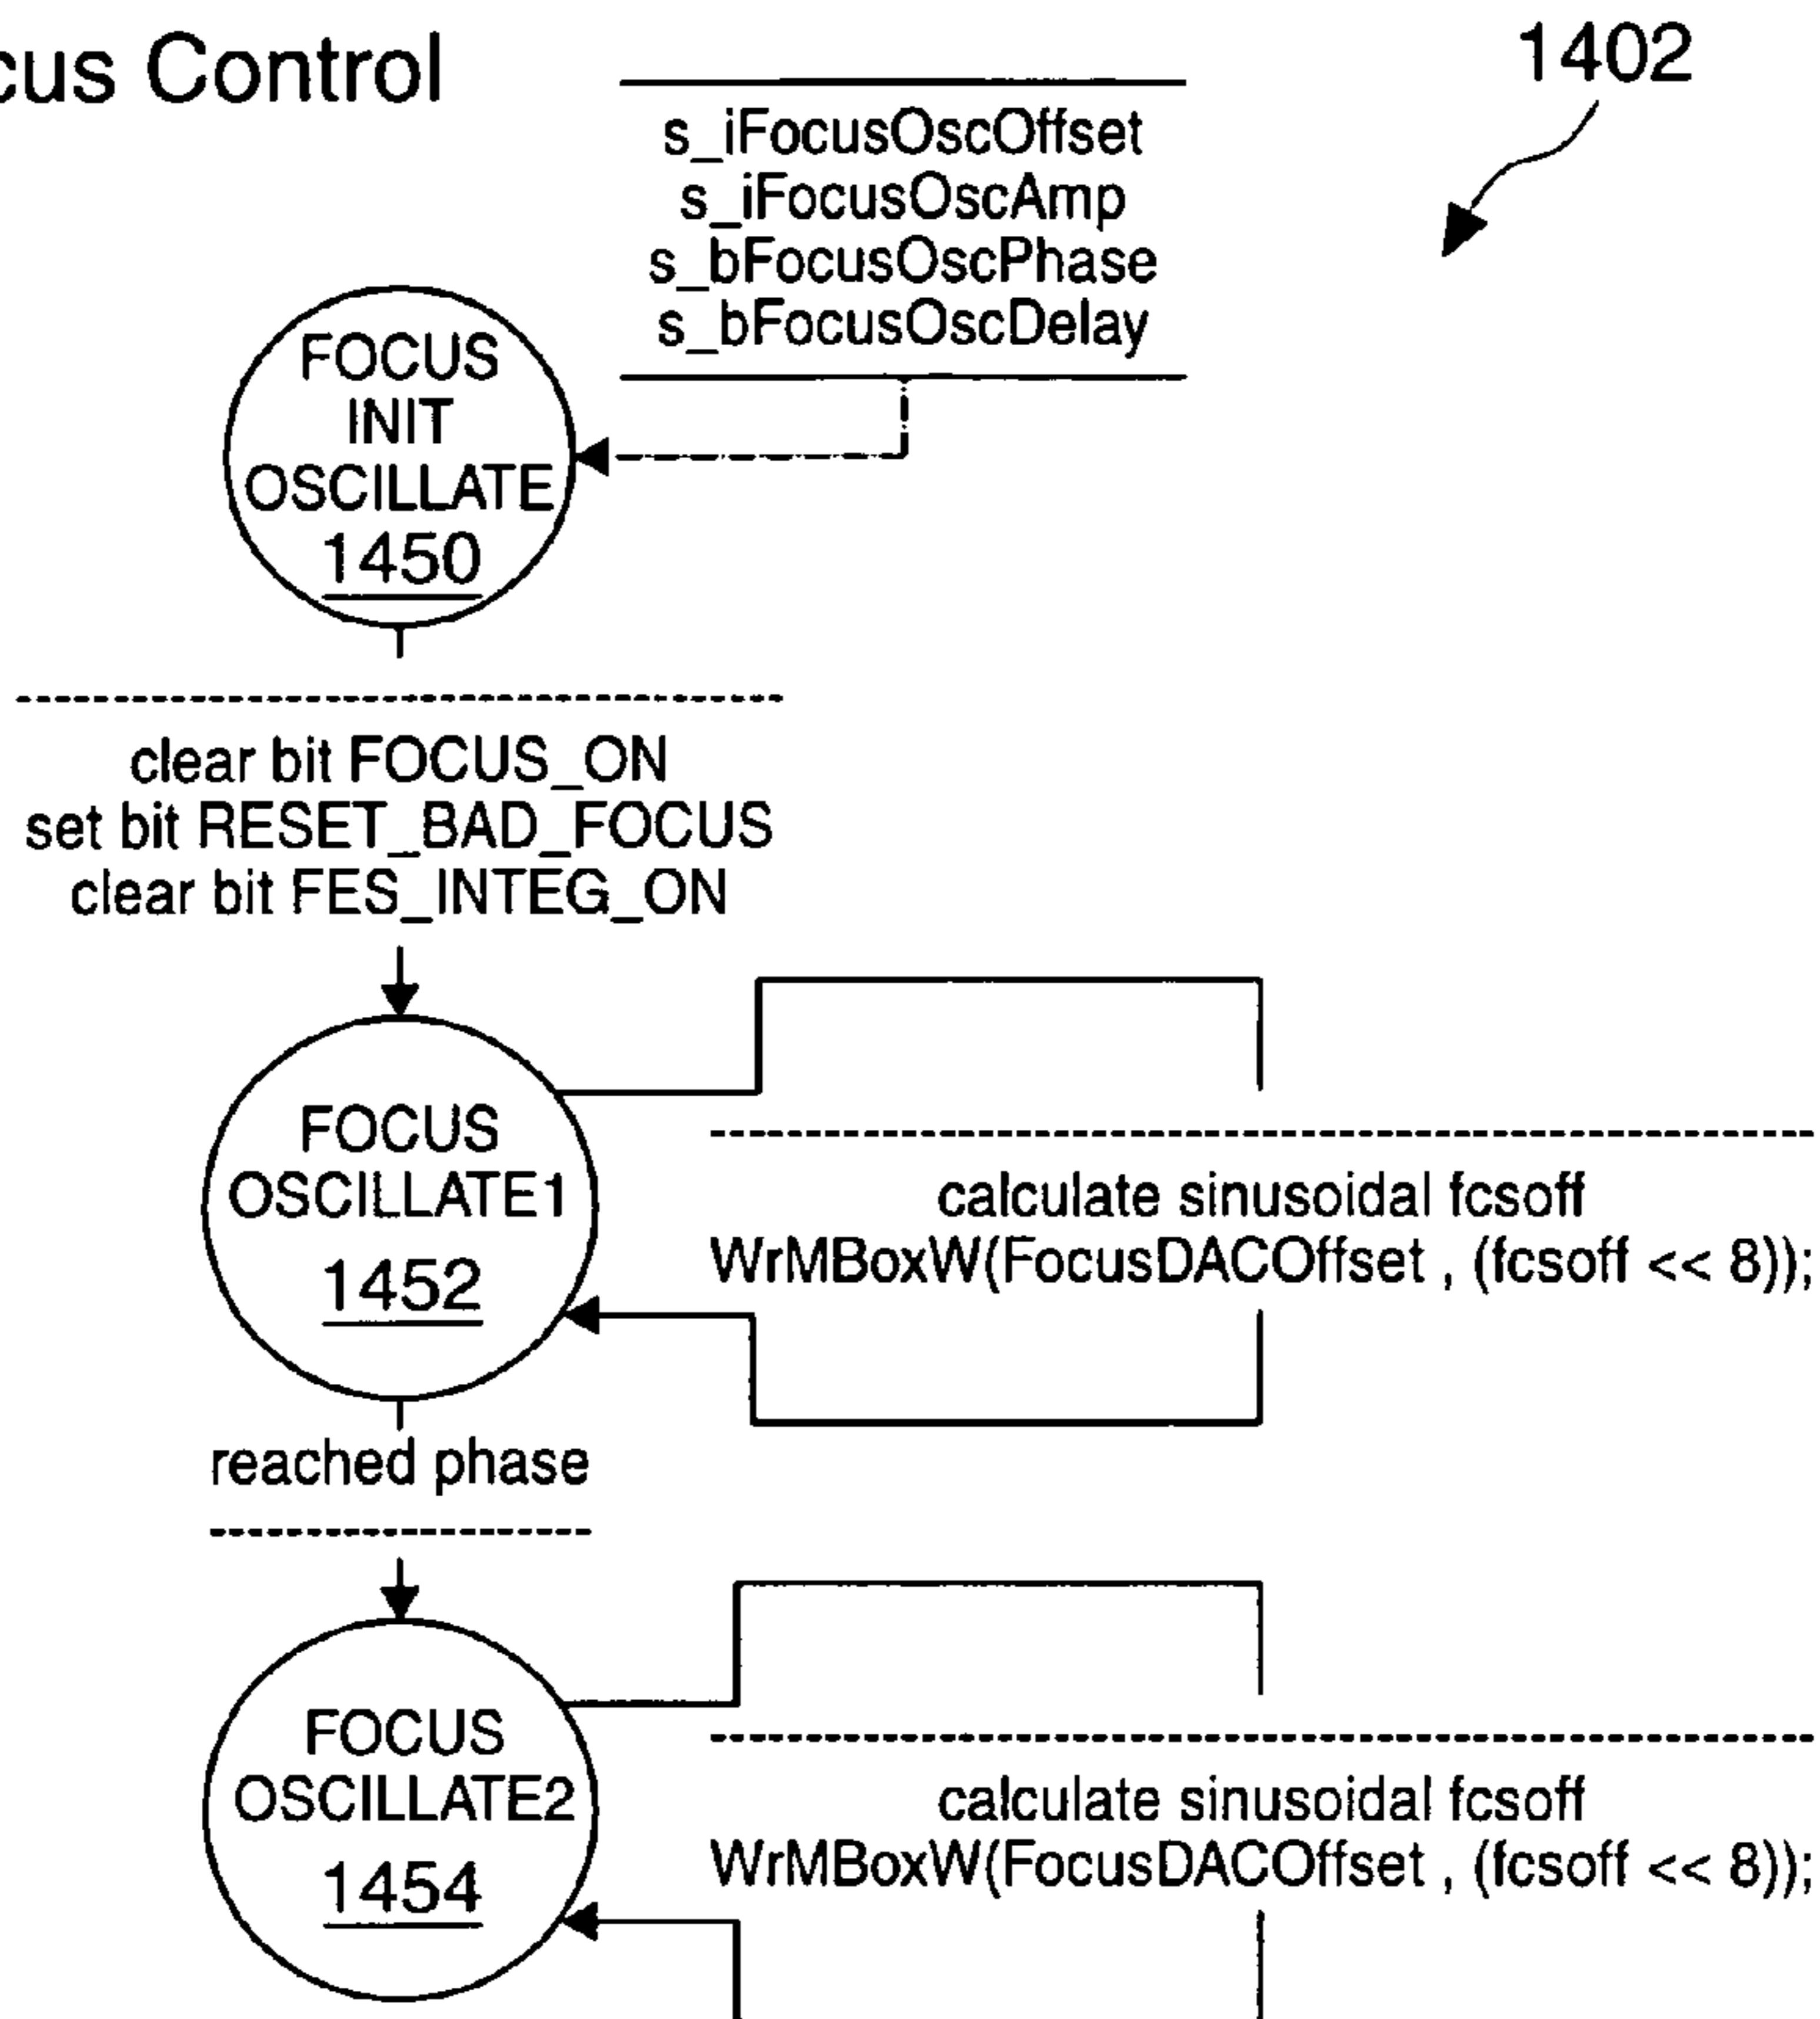 cus Control
1402
s_iFocusOscOffset
s_iFocusOscAmp
s_bFocusOscPhase
s_bFocusOscDelay
FOCUS
INIT
OSCILLATE
1450
clear bit FOCUS_ON
set bit RESET_BAD_FOCUS
clear bit FES_INTEG_ON
FOCUS
OSCILLATE1
1452
calculate sinusoidal fcsoff
WrMBoxW(FocusDACOffset , (fcsoff << 8));
reached phase
FOCUS
OSCILLATE2
1454
calculate sinusoidal fcsoff
WrMBoxW(FocusDACOffset , (fcsoff << 8));